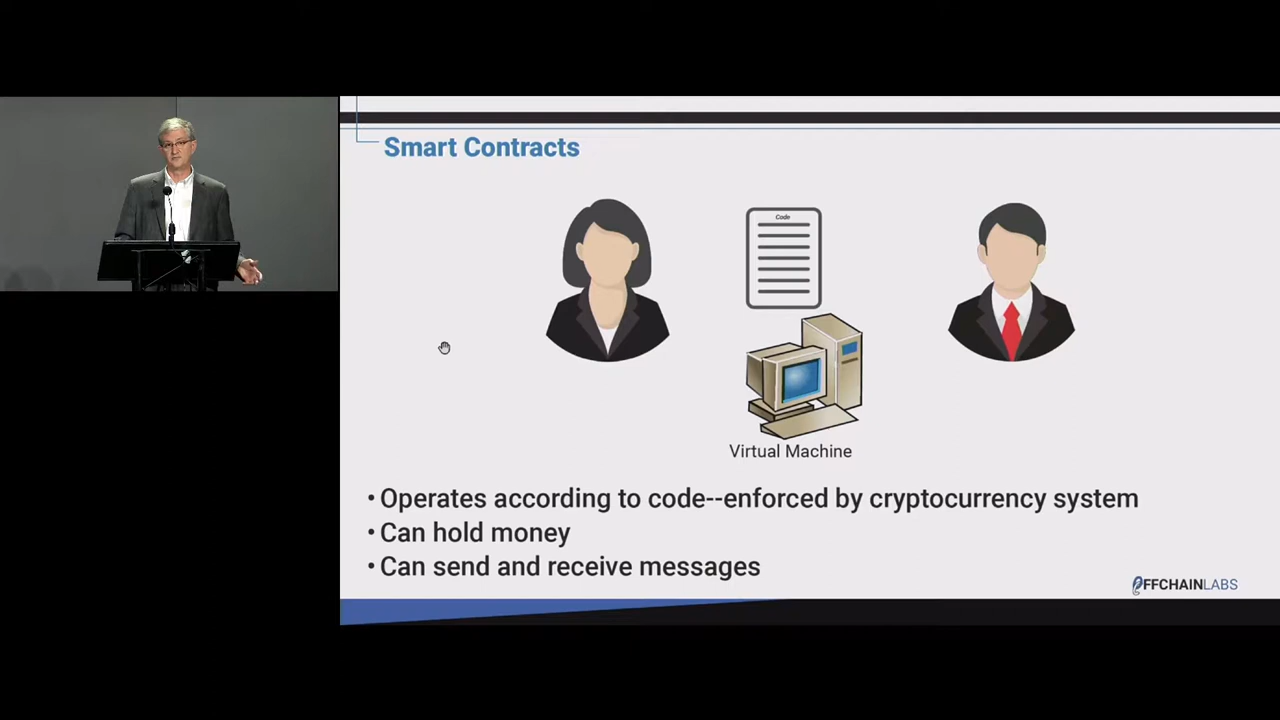 Smart Contracts
Code
Virtual Machine
• Operates according to code--enforced by cryptocurrency system
• Can hold money
• Can send and receive messages
OFFCHAINLABS